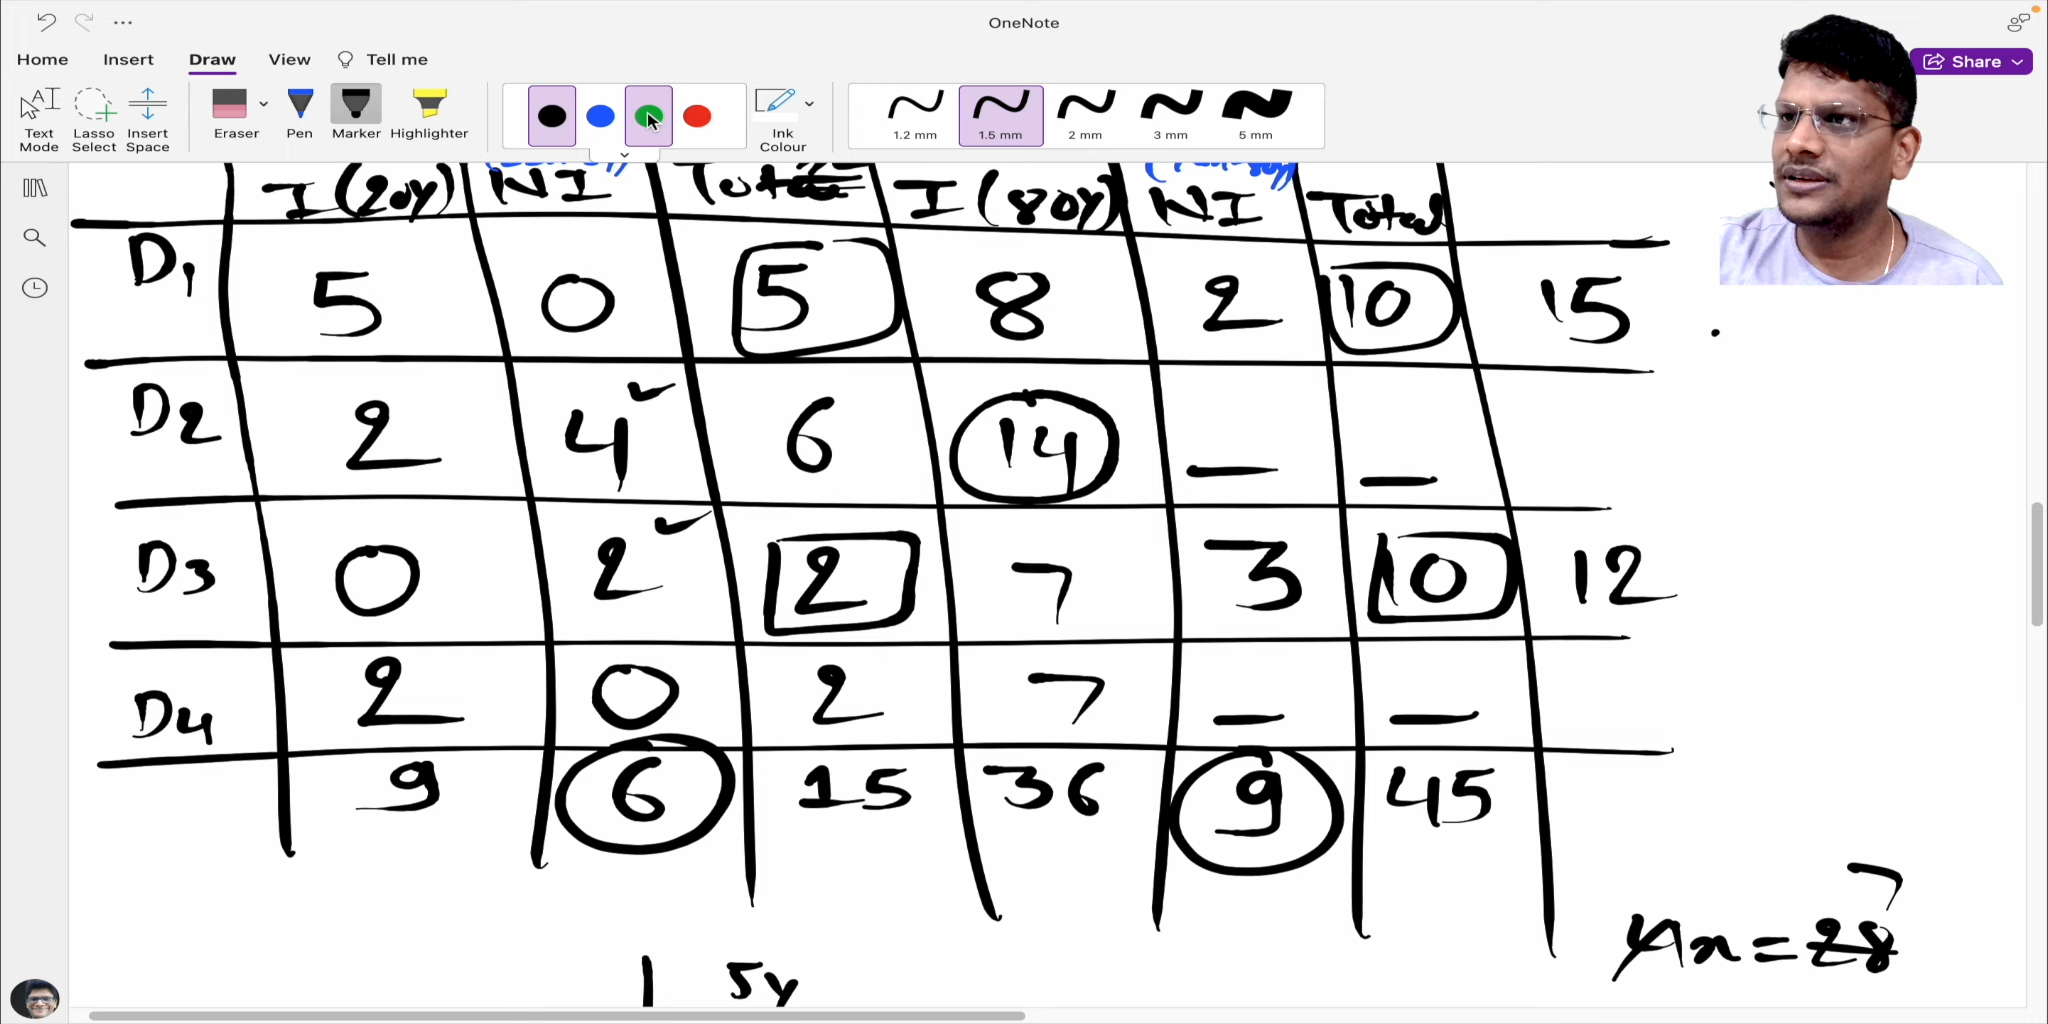 OneNote
Home Insert Draw View Tell me
Share
Text Mode
Lasso Select
Insert Space
Eraser
Pen
Marker
Highlighter
Ink Colour
1.2 mm
1.5 mm
2 mm
3 mm
5 mm
I (20y) NI Total I (80y) NI Total
D1 5 0 5 8 2 10 15
D2 2 4 6 14 — —
D3 0 2 2 7 3 10 12
D4 2 0 2 7 — —
9 6 15 36 9 45
7
4x = 28
5y